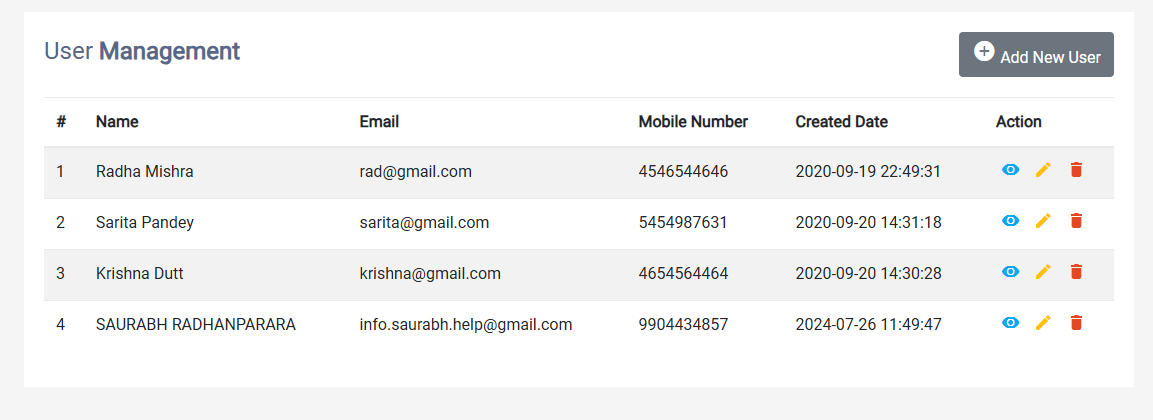 User Management
Add New User
# Name Email Mobile Number Created Date Action
1 Radha Mishra rad@gmail.com 4546544646 2020-09-19 22:49:31
2 Sarita Pandey sarita@gmail.com 5454987631 2020-09-20 14:31:18
3 Krishna Dutt krishna@gmail.com 4654564464 2020-09-20 14:30:28
4 SAURABH RADHANPARARA info.saurabh.help@gmail.com 9904434857 2024-07-26 11:49:47